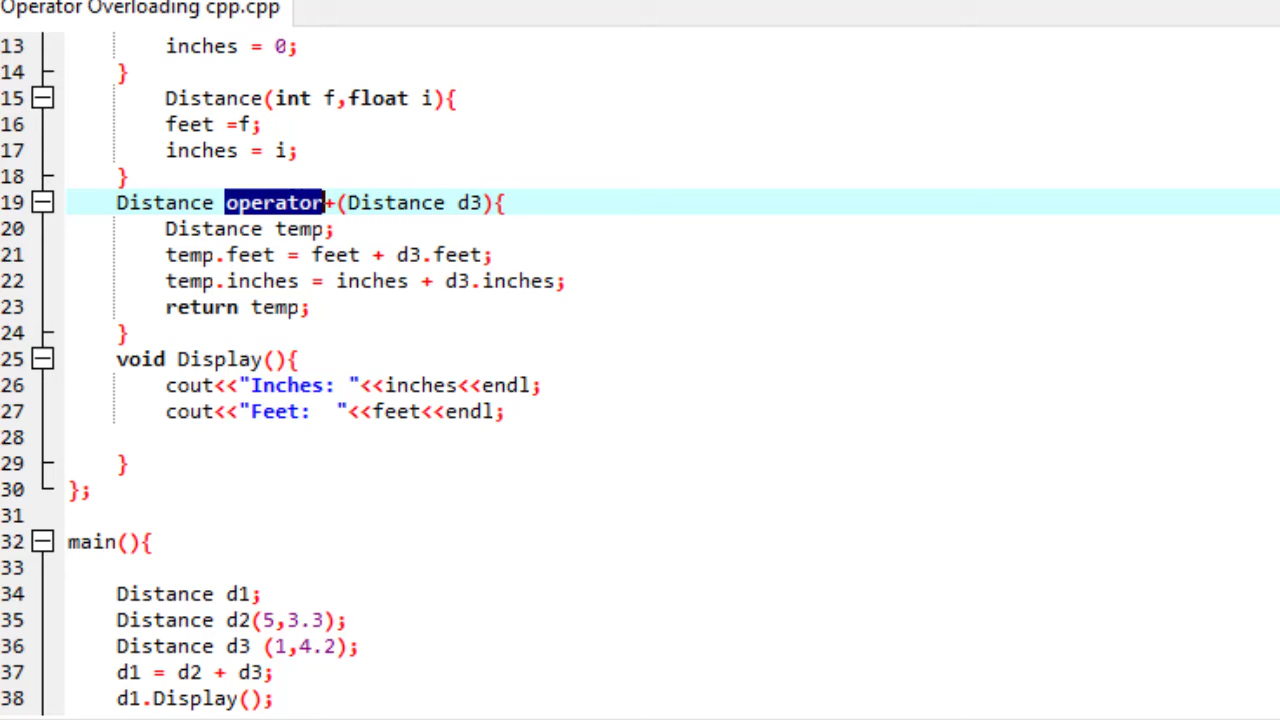 Operator Overloading cpp.cpp
13 inches = 0;
14 }
15 Distance(int f,float i){
16 feet =f;
17 inches = i;
18 }
19 Distance operator+(Distance d3){
20 Distance temp;
21 temp.feet = feet + d3.feet;
22 temp.inches = inches + d3.inches;
23 return temp;
24 }
25 void Display(){
26 cout<<"Inches: "<<inches<<endl;
27 cout<<"Feet:  "<<feet<<endl;
28
29 }
30 };
31
32 main(){
33
34 Distance d1;
35 Distance d2(5,3.3);
36 Distance d3 (1,4.2);
37 d1 = d2 + d3;
38 d1.Display();